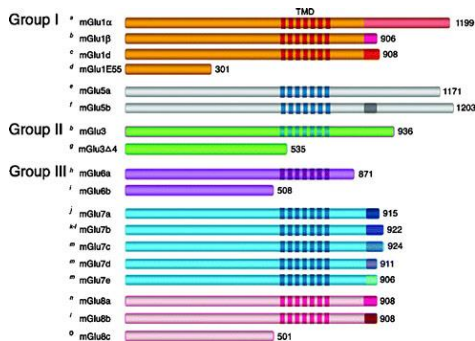 TMD
Group I
a mGlu1α 1199
b mGlu1β 906
c mGlu1d 908
d mGlu1E55 301
e mGlu5a 1171
f mGlu5b 1203
Group II
b mGlu3 936
g mGlu3Δ4 535
Group III
h mGlu6a 871
i mGlu6b 508
j mGlu7a 915
k-l mGlu7b 922
m mGlu7c 924
m mGlu7d 911
m mGlu7e 906
n mGlu8a 908
i mGlu8b 908
o mGlu8c 501